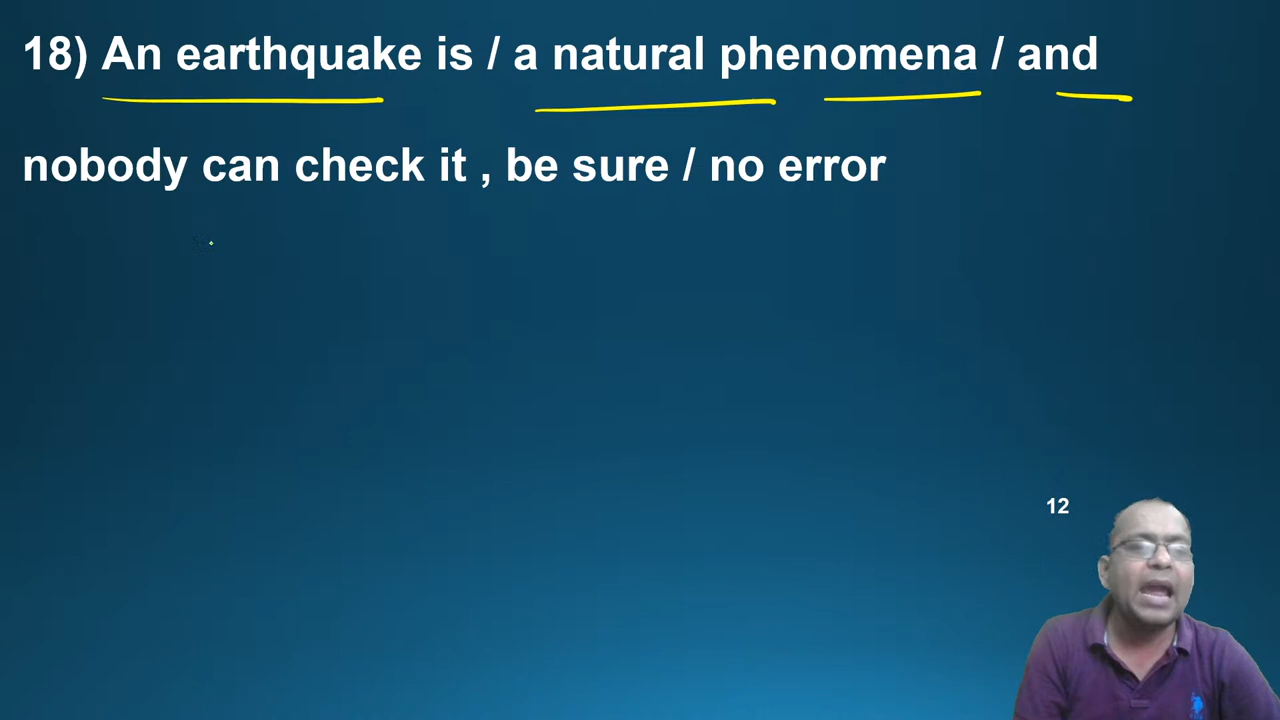 18) An earthquake is / a natural phenomena / and
nobody can check it , be sure / no error
12